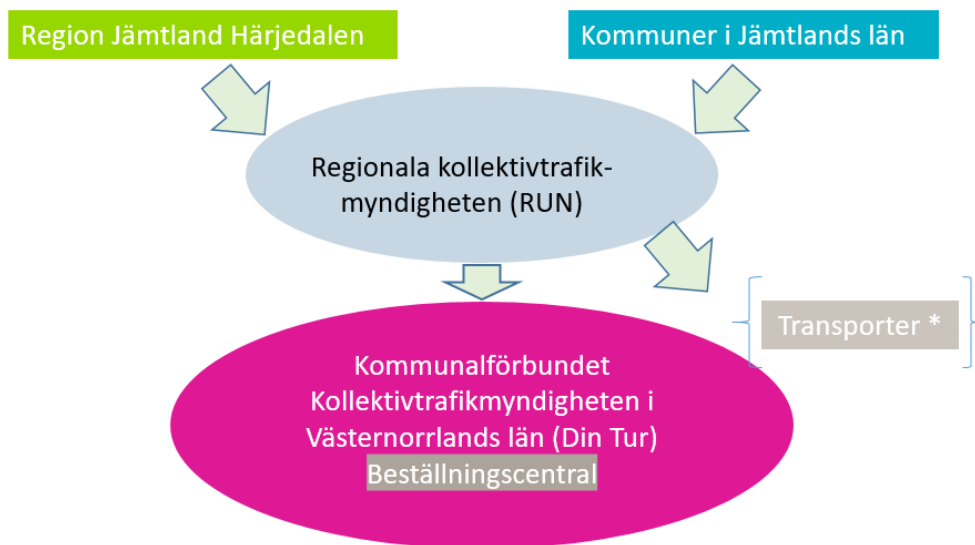 Region Jämtland Härjedalen
Kommuner i Jämtlands län
Regionala kollektivtrafik-
myndigheten (RUN)
Transporter *
Kommunalförbundet
Kollektivtrafikmyndigheten i
Västernorrlands län (Din Tur)
Beställningscentral